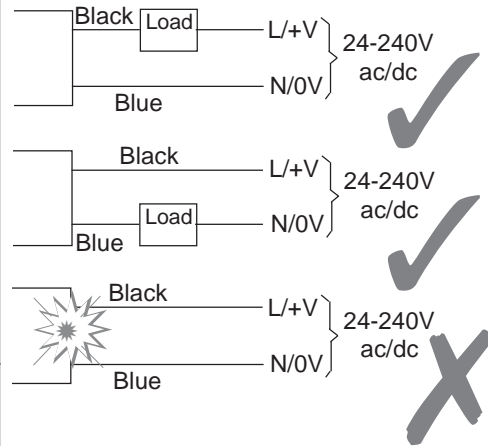 Black Load L/+V
24-240V
ac/dc
N/0V
Blue
Black L/+V
24-240V
ac/dc
Load N/0V
Blue
Black L/+V
24-240V
ac/dc
N/0V
Blue